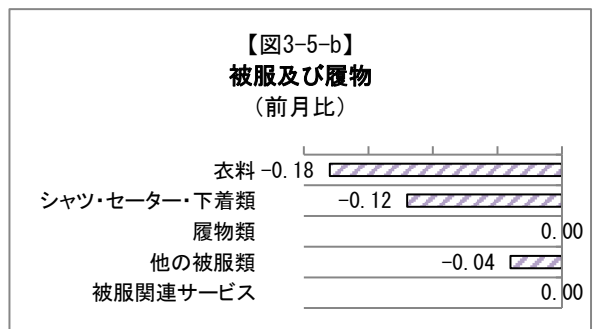 【図3-5-b】
被服及び履物
（前月比）
衣料 -0.18
シャツ・セーター・下着類 -0.12
履物類 0.00
他の被服類 -0.04
被服関連サービス 0.00